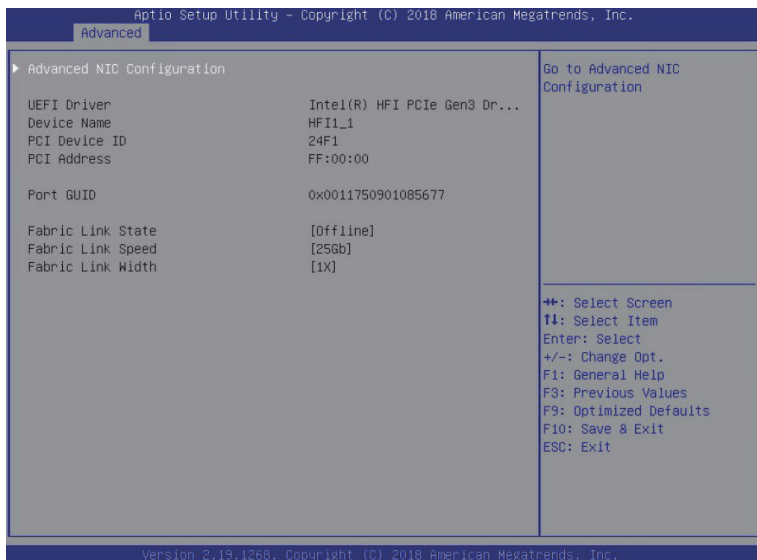 Aptio Setup Utility - Copyright (C) 2018 American Megatrends, Inc.
Advanced
Advanced NIC Configuration
UEFI Driver Intel(R) HFI PCIe Gen3 Dr...
Device Name HFI1_1
PCI Device ID 24F1
PCI Address FF:00:00
Port GUID 0x0011750901085677
Fabric Link State [Offline]
Fabric Link Speed [25Gb]
Fabric Link Width [1X]
Go to Advanced NIC
Configuration
→←: Select Screen
↑↓: Select Item
Enter: Select
+/-: Change Opt.
F1: General Help
F3: Previous Values
F9: Optimized Defaults
F10: Save & Exit
ESC: Exit
Version 2.19.1268. Copyright (C) 2018 American Megatrends, Inc.